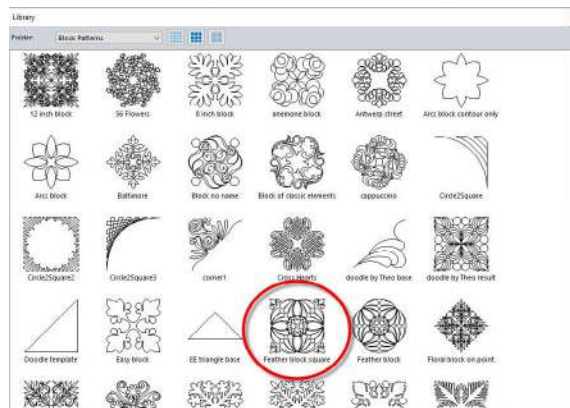 Library
Folder Block Patterns
12 inch block 56 Flowers 8 inch block anemone block Antwerp street Arcs block contour only
Arcs block Baltimore Block no name Block of classic elements cappuccino Circle2Square
Circle2Square2 Circle2Square3 corner1 Cross Hearts doodle by Theo base doodle by Theo result
Doodle template Easy block EE triangle base Feather block square Feather block Floral block on point